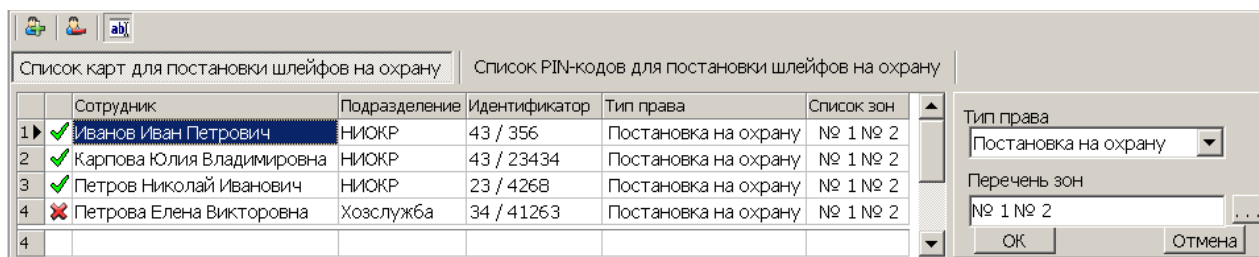 ab
Список карт для постановки шлейфов на охрану Список PIN-кодов для постановки шлейфов на охрану
Сотрудник Подразделение Идентификатор Тип права Список зон
1 Иванов Иван Петрович НИОКР 43 / 356 Постановка на охрану № 1 № 2
2 Карпова Юлия Владимировна НИОКР 43 / 23434 Постановка на охрану № 1 № 2
3 Петров Николай Иванович НИОКР 23 / 4268 Постановка на охрану № 1 № 2
4 Петрова Елена Викторовна Хозслужба 34 / 41263 Постановка на охрану № 1 № 2
4
Тип права
Постановка на охрану
Перечень зон
№ 1 № 2 ...
ОК Отмена